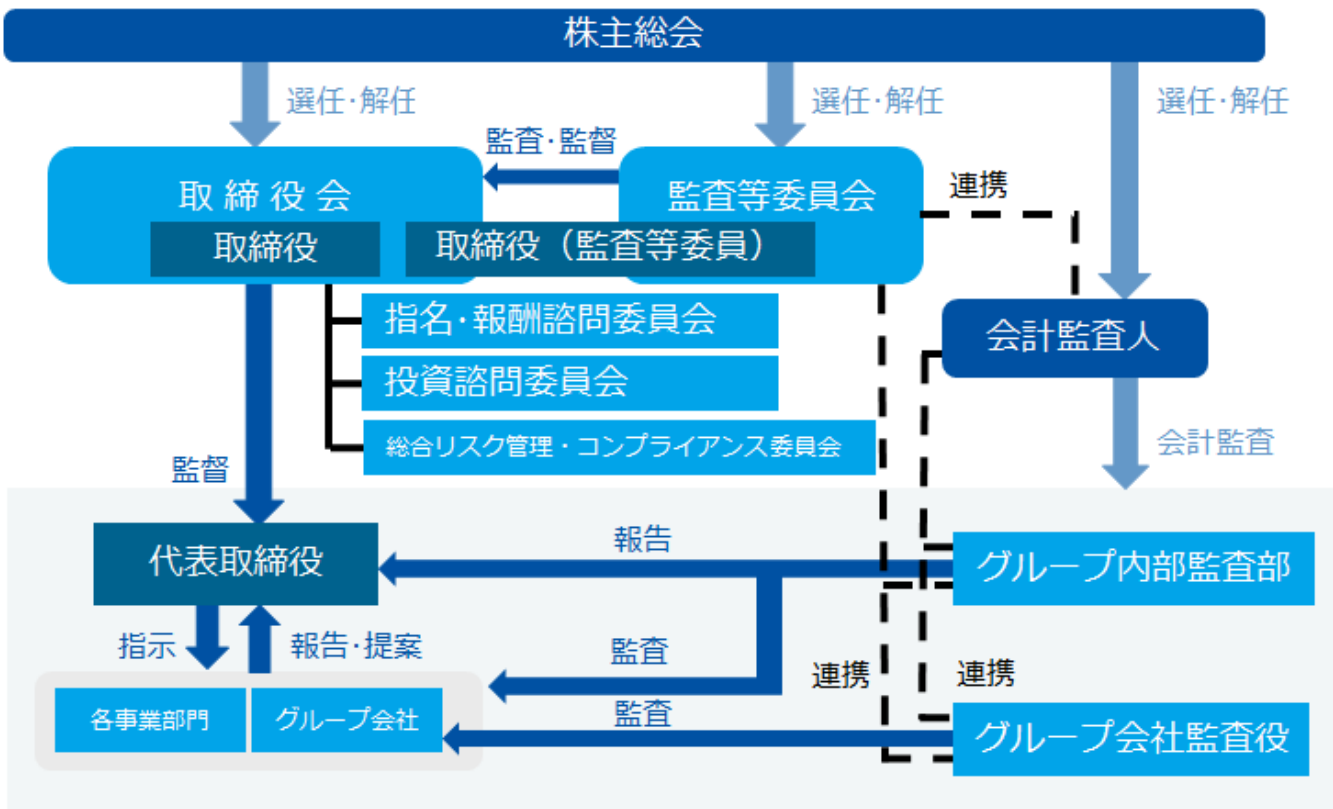 株主総会
選任・解任
選任・解任
選任・解任
監査・監督
取締役会
監査等委員会
連携
取締役
取締役（監査等委員）
指名・報酬諮問委員会
会計監査人
投資諮問委員会
総合リスク管理・コンプライアンス委員会
会計監査
監督
報告
代表取締役
グループ内部監査部
指示
報告・提案
監査
連携
連携
各事業部門
グループ会社
監査
グループ会社監査役